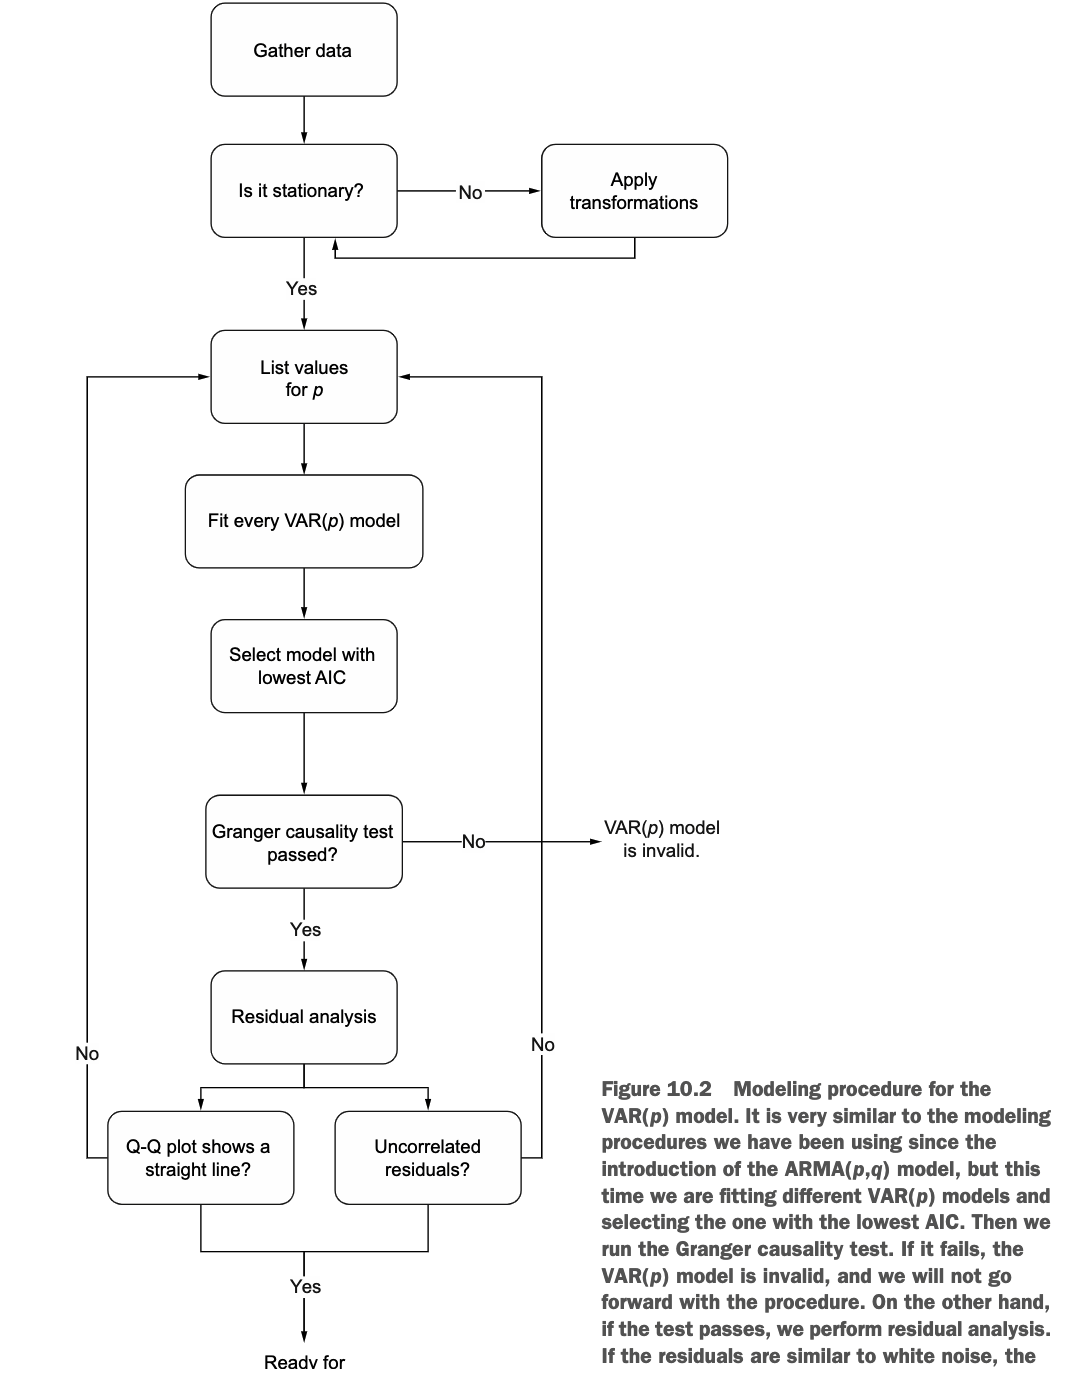 Gather data
Is it stationary?
No
Apply
transformations
Yes
List values
for p
Fit every VAR(p) model
Select model with
lowest AIC
Granger causality test
passed?
No
VAR(p) model
is invalid.
Yes
Residual analysis
No
No
Q-Q plot shows a
straight line?
Uncorrelated
residuals?
Yes
Ready for
Figure 10.2 Modeling procedure for the
VAR(p) model. It is very similar to the modeling
procedures we have been using since the
introduction of the ARMA(p,q) model, but this
time we are fitting different VAR(p) models and
selecting the one with the lowest AIC. Then we
run the Granger causality test. If it fails, the
VAR(p) model is invalid, and we will not go
forward with the procedure. On the other hand,
if the test passes, we perform residual analysis.
If the residuals are similar to white noise, the